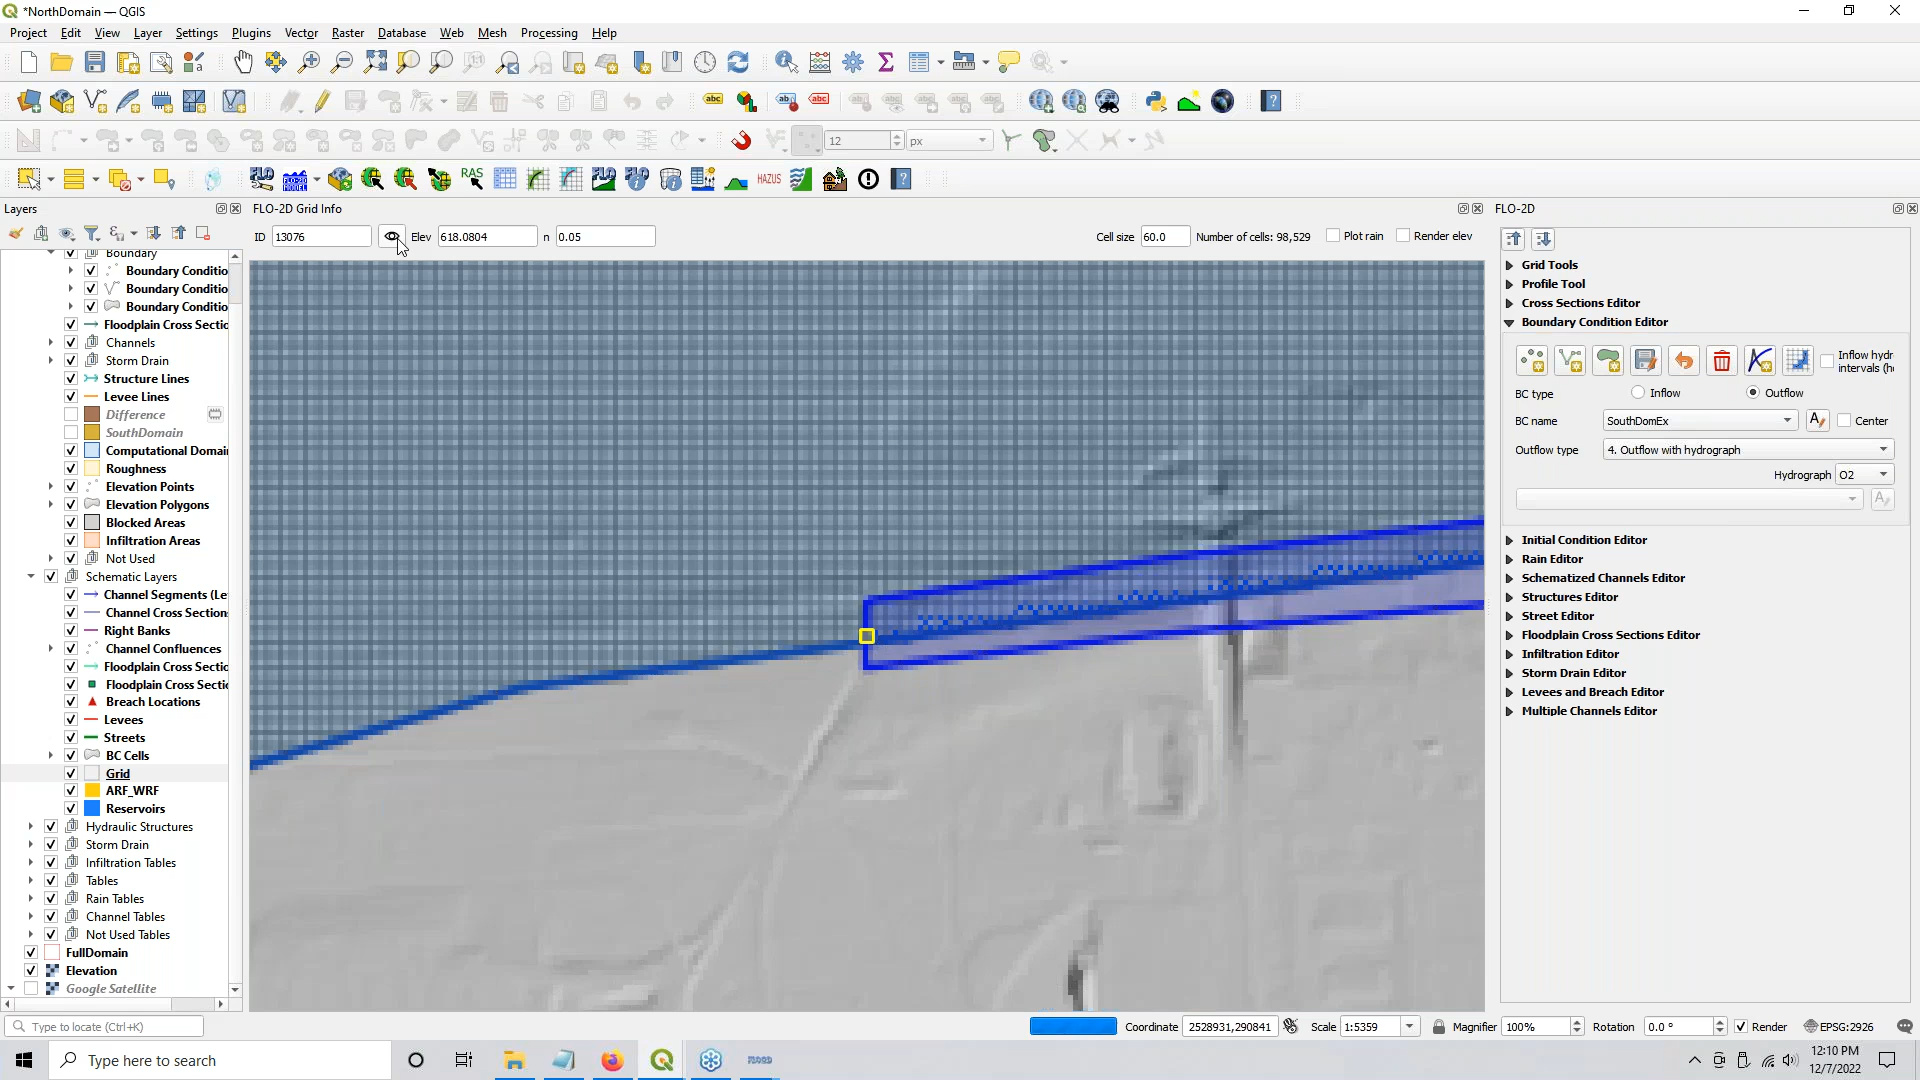 *NorthDomain — QGIS
Project Edit View Layer Settings Plugins Vector Raster Database Web Mesh Processing Help
abc abc abc
12 px
FLO RAS HAZUS
Layers
FLO-2D Grid Info
FLO-2D
ID 13076 Elev 618.0804 n 0.05 Cell size 60.0 Number of cells: 98,529 Plot rain Render elev
Boundary
Boundary Conditio
Boundary Conditio
Boundary Conditio
Floodplain Cross Sectio
Channels
Storm Drain
Structure Lines
Levee Lines
Difference
SouthDomain
Computational Domai
Roughness
Elevation Points
Elevation Polygons
Blocked Areas
Infiltration Areas
Not Used
Schematic Layers
Channel Segments (Le
Channel Cross Section
Right Banks
Channel Confluences
Floodplain Cross Sectio
Floodplain Cross Sectio
Breach Locations
Levees
Streets
BC Cells
Grid
ARF_WRF
Reservoirs
Hydraulic Structures
Storm Drain
Infiltration Tables
Tables
Rain Tables
Channel Tables
Not Used Tables
FullDomain
Elevation
Google Satellite
Grid Tools
Profile Tool
Cross Sections Editor
Boundary Condition Editor
Inflow hydr
intervals (h
BC type Inflow Outflow
BC name SouthDomEx Center
Outflow type 4. Outflow with hydrograph
Hydrograph O2
Initial Condition Editor
Rain Editor
Schematized Channels Editor
Structures Editor
Street Editor
Floodplain Cross Sections Editor
Infiltration Editor
Storm Drain Editor
Levees and Breach Editor
Multiple Channels Editor
Type to locate (Ctrl+K)
Coordinate 2528931,290841 Scale 1:5359 Magnifier 100% Rotation 0.0 ° Render EPSG:2926
Type here to search
12:10 PM
12/7/2022